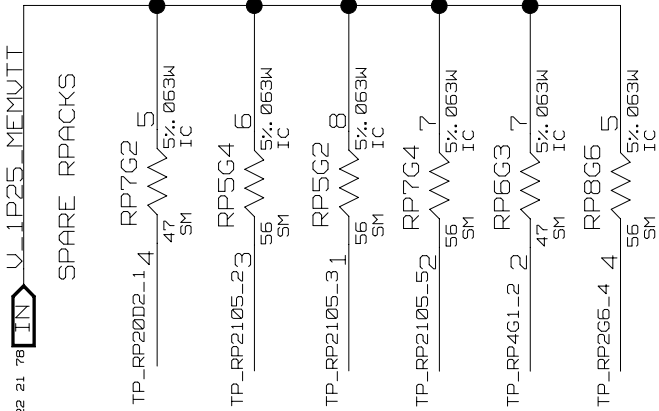 22 21 78
IN
V_1P25_MEMVTT
SPARE RPACKS
TP_RP20D2_1
4
RP7G2
5
47
SM
5%.063W
IC
TP_RP2105_2
3
RP5G4
6
56
SM
5%.063W
IC
TP_RP2105_3
1
RP5G2
8
56
SM
5%.063W
IC
TP_RP2105_5
2
RP7G4
7
56
SM
5%.063W
IC
TP_RP4G1_2
2
RP6G3
7
47
SM
5%.063W
IC
TP_RP2G6_4
4
RP8G6
5
56
SM
5%.063W
IC